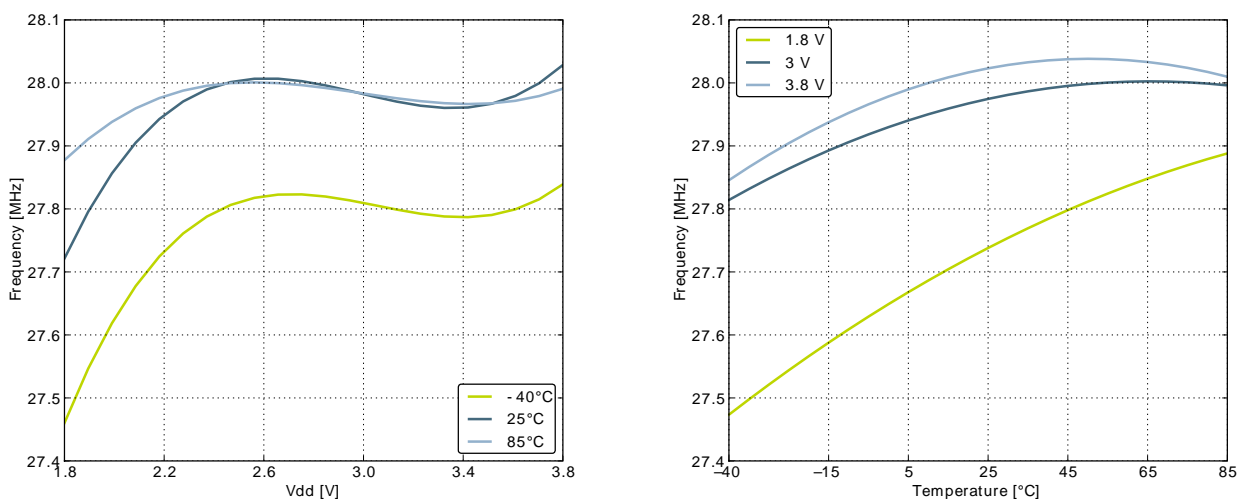 28.1
28.0
27.9
27.8
27.7
27.6
27.5
27.4
Frequency [MHz]
- 40°C
25°C
85°C
1.8 2.2 2.6 3.0 3.4 3.8
Vdd [V]
28.1
28.0
27.9
27.8
27.7
27.6
27.5
27.4
Frequency [MHz]
1.8 V
3 V
3.8 V
–40 –15 5 25 45 65 85
Temperature [°C]